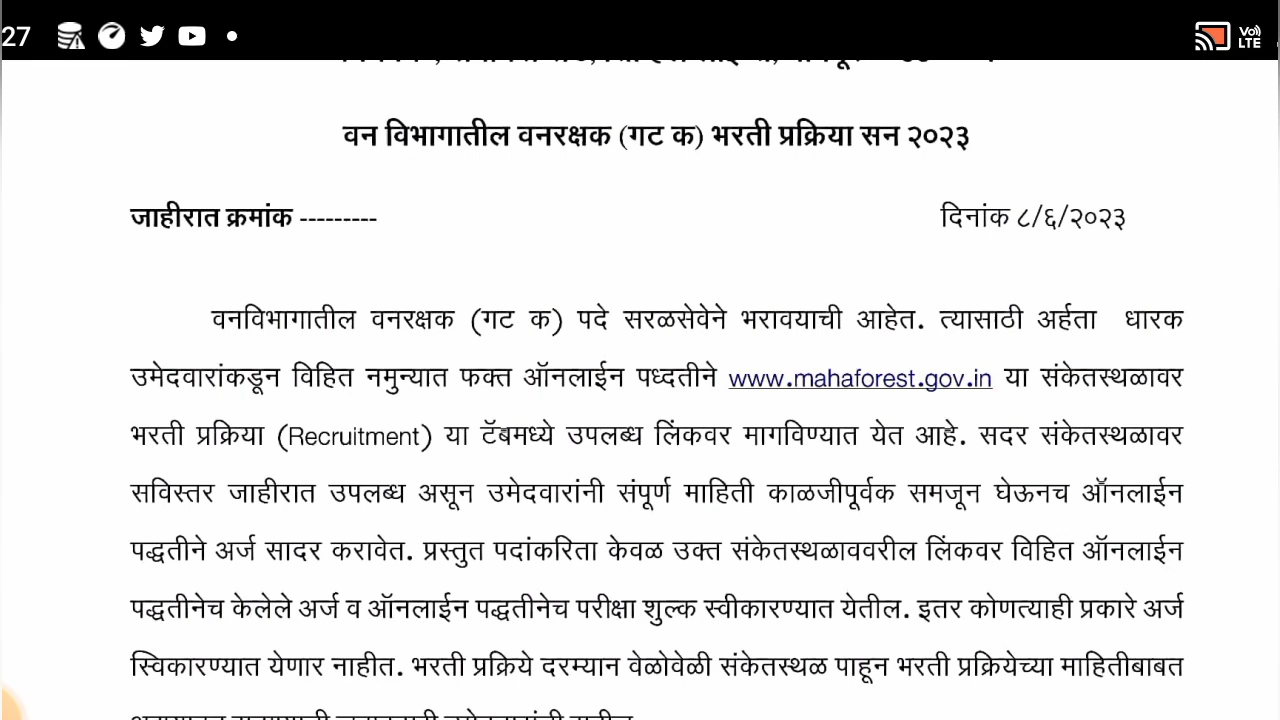 27
Vo)) LTE
वन विभागातील वनरक्षक (गट क) भरती प्रक्रिया सन २०२३
जाहीरात क्रमांक ---------
दिनांक ८/६/२०२३
वनविभागातील वनरक्षक (गट क) पदे सरळसेवेने भरावयाची आहेत. त्यासाठी अर्हता धारक
उमेदवारांकडून विहित नमुन्यात फक्त ऑनलाईन पध्दतीने www.mahaforest.gov.in या संकेतस्थळावर
भरती प्रक्रिया (Recruitment) या टॅबमध्ये उपलब्ध लिंकवर मागविण्यात येत आहे. सदर संकेतस्थळावर
सविस्तर जाहीरात उपलब्ध असून उमेदवारांनी संपूर्ण माहिती काळजीपूर्वक समजून घेऊनच ऑनलाईन
पद्धतीने अर्ज सादर करावेत. प्रस्तुत पदांकरिता केवळ उक्त संकेतस्थळाववरील लिंकवर विहित ऑनलाईन
पद्धतीनेच केलेले अर्ज व ऑनलाईन पद्धतीनेच परीक्षा शुल्क स्वीकारण्यात येतील. इतर कोणत्याही प्रकारे अर्ज
स्विकारण्यात येणार नाहीत. भरती प्रक्रिये दरम्यान वेळोवेळी संकेतस्थळ पाहून भरती प्रक्रियेच्या माहितीबाबत